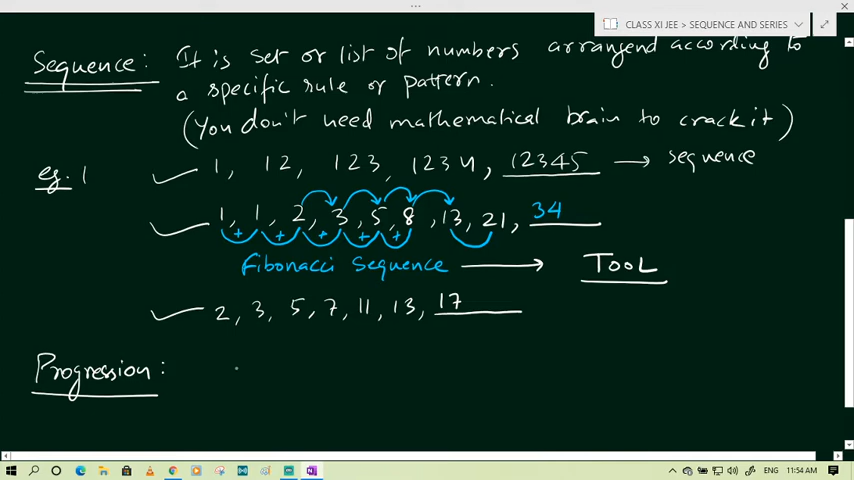 CLASS XI JEE > SEQUENCE AND SERIES
Sequence: It is set or list of numbers arrangend according to
a specific rule or pattern.
(You don't need mathematical brain to crack it)
eg. 1 1, 12, 123, 1234, 12345 → sequence
1, 1, 2, 3, 5, 8, 13, 21, 34
+ + + + +
Fibonacci Sequence → TOOL
2, 3, 5, 7, 11, 13, 17
Progression:
ENG 11:54 AM